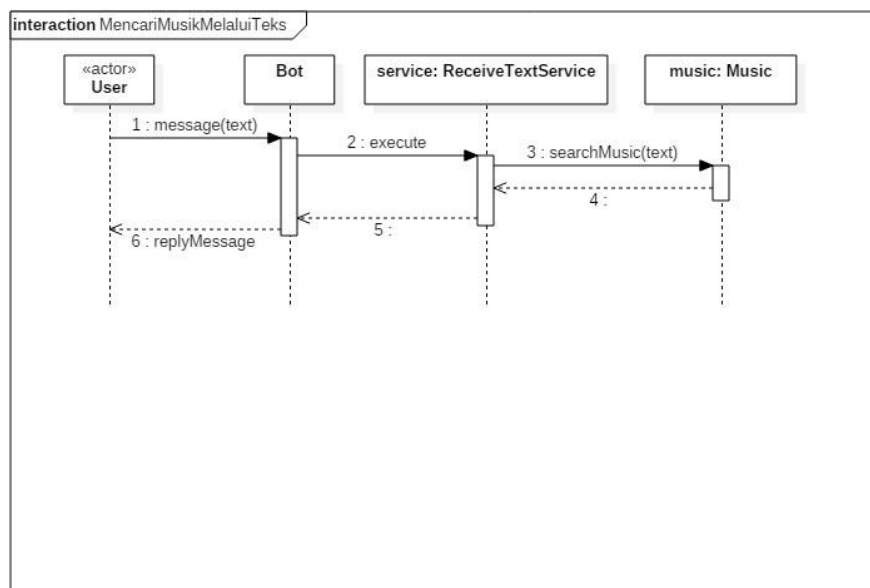 interaction MencariMusikMelaluiTeks
«actor»
User
Bot
service: ReceiveTextService
music: Music
1 : message(text)
2 : execute
3 : searchMusic(text)
4 :
5 :
6 : replyMessage